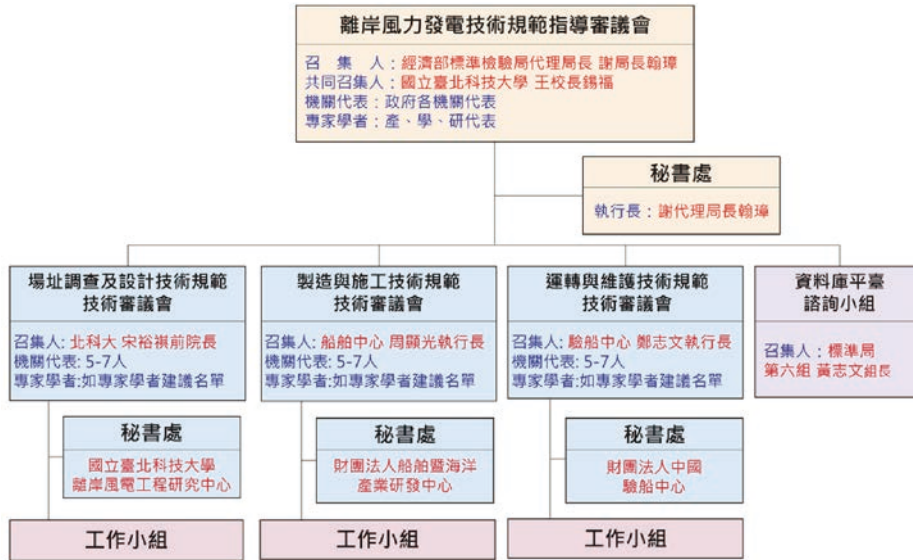 離岸風力發電技術規範指導審議會
召 集 人：經濟部標準檢驗局代理局長 謝局長翰璋
共同召集人：國立臺北科技大學 王校長錫福
機關代表：政府各機關代表
專家學者：產、學、研代表
秘書處
執行長：謝代理局長翰璋
場址調查及設計技術規範
技術審議會
召集人: 北科大 宋裕祺前院長
機關代表: 5-7人
專家學者:如專家學者建議名單
製造與施工技術規範
技術審議會
召集人: 船舶中心 周顯光執行長
機關代表: 5-7人
專家學者:如專家學者建議名單
運轉與維護技術規範
技術審議會
召集人: 驗船中心 鄭志文執行長
機關代表: 5-7人
專家學者:如專家學者建議名單
資料庫平臺
諮詢小組
召集人：標準局
第六組 黃志文組長
秘書處
國立臺北科技大學
離岸風電工程研究中心
秘書處
財團法人船舶暨海洋
產業研發中心
秘書處
財團法人中國
驗船中心
工作小組
工作小組
工作小組